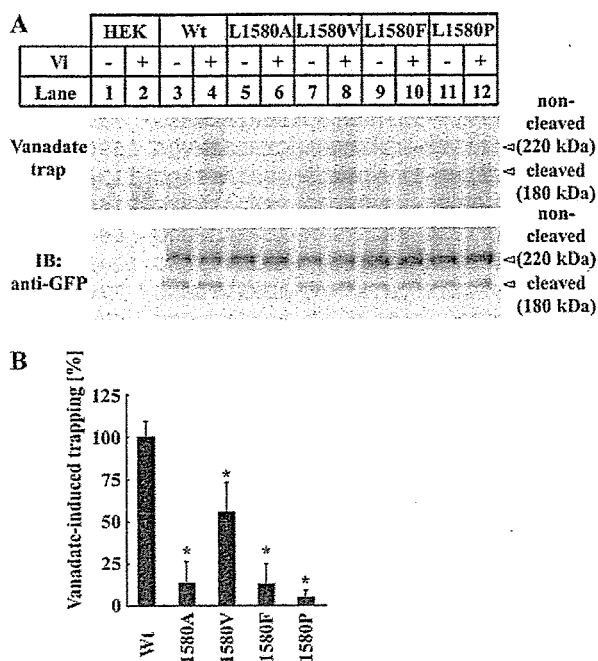 A
HEK Wt L1580A L1580V L1580F L1580P
Vi - + - + - + - + - + - +
Lane 1 2 3 4 5 6 7 8 9 10 11 12
Vanadate trap
non-cleaved (220 kDa)
cleaved (180 kDa)
IB: anti-GFP
non-cleaved (220 kDa)
cleaved (180 kDa)
B
Vanadate-induced trapping [%]
125
100
75
50
25
0
* * * *
Wt 1580A 1580V 1580F 1580P